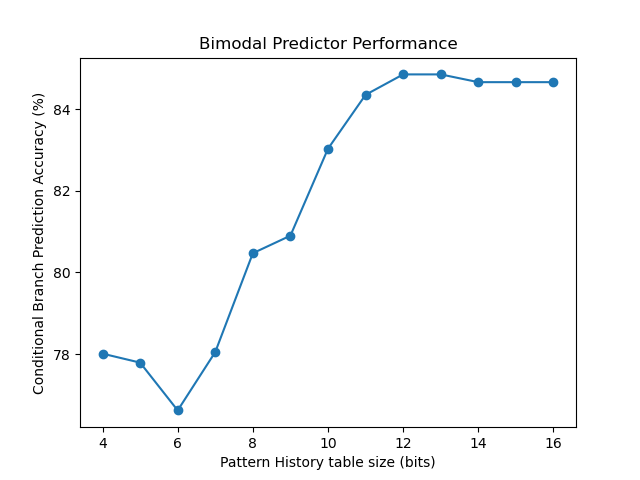 Bimodal Predictor Performance
Conditional Branch Prediction Accuracy (%)
84
82
80
78
4 6 8 10 12 14 16
Pattern History table size (bits)